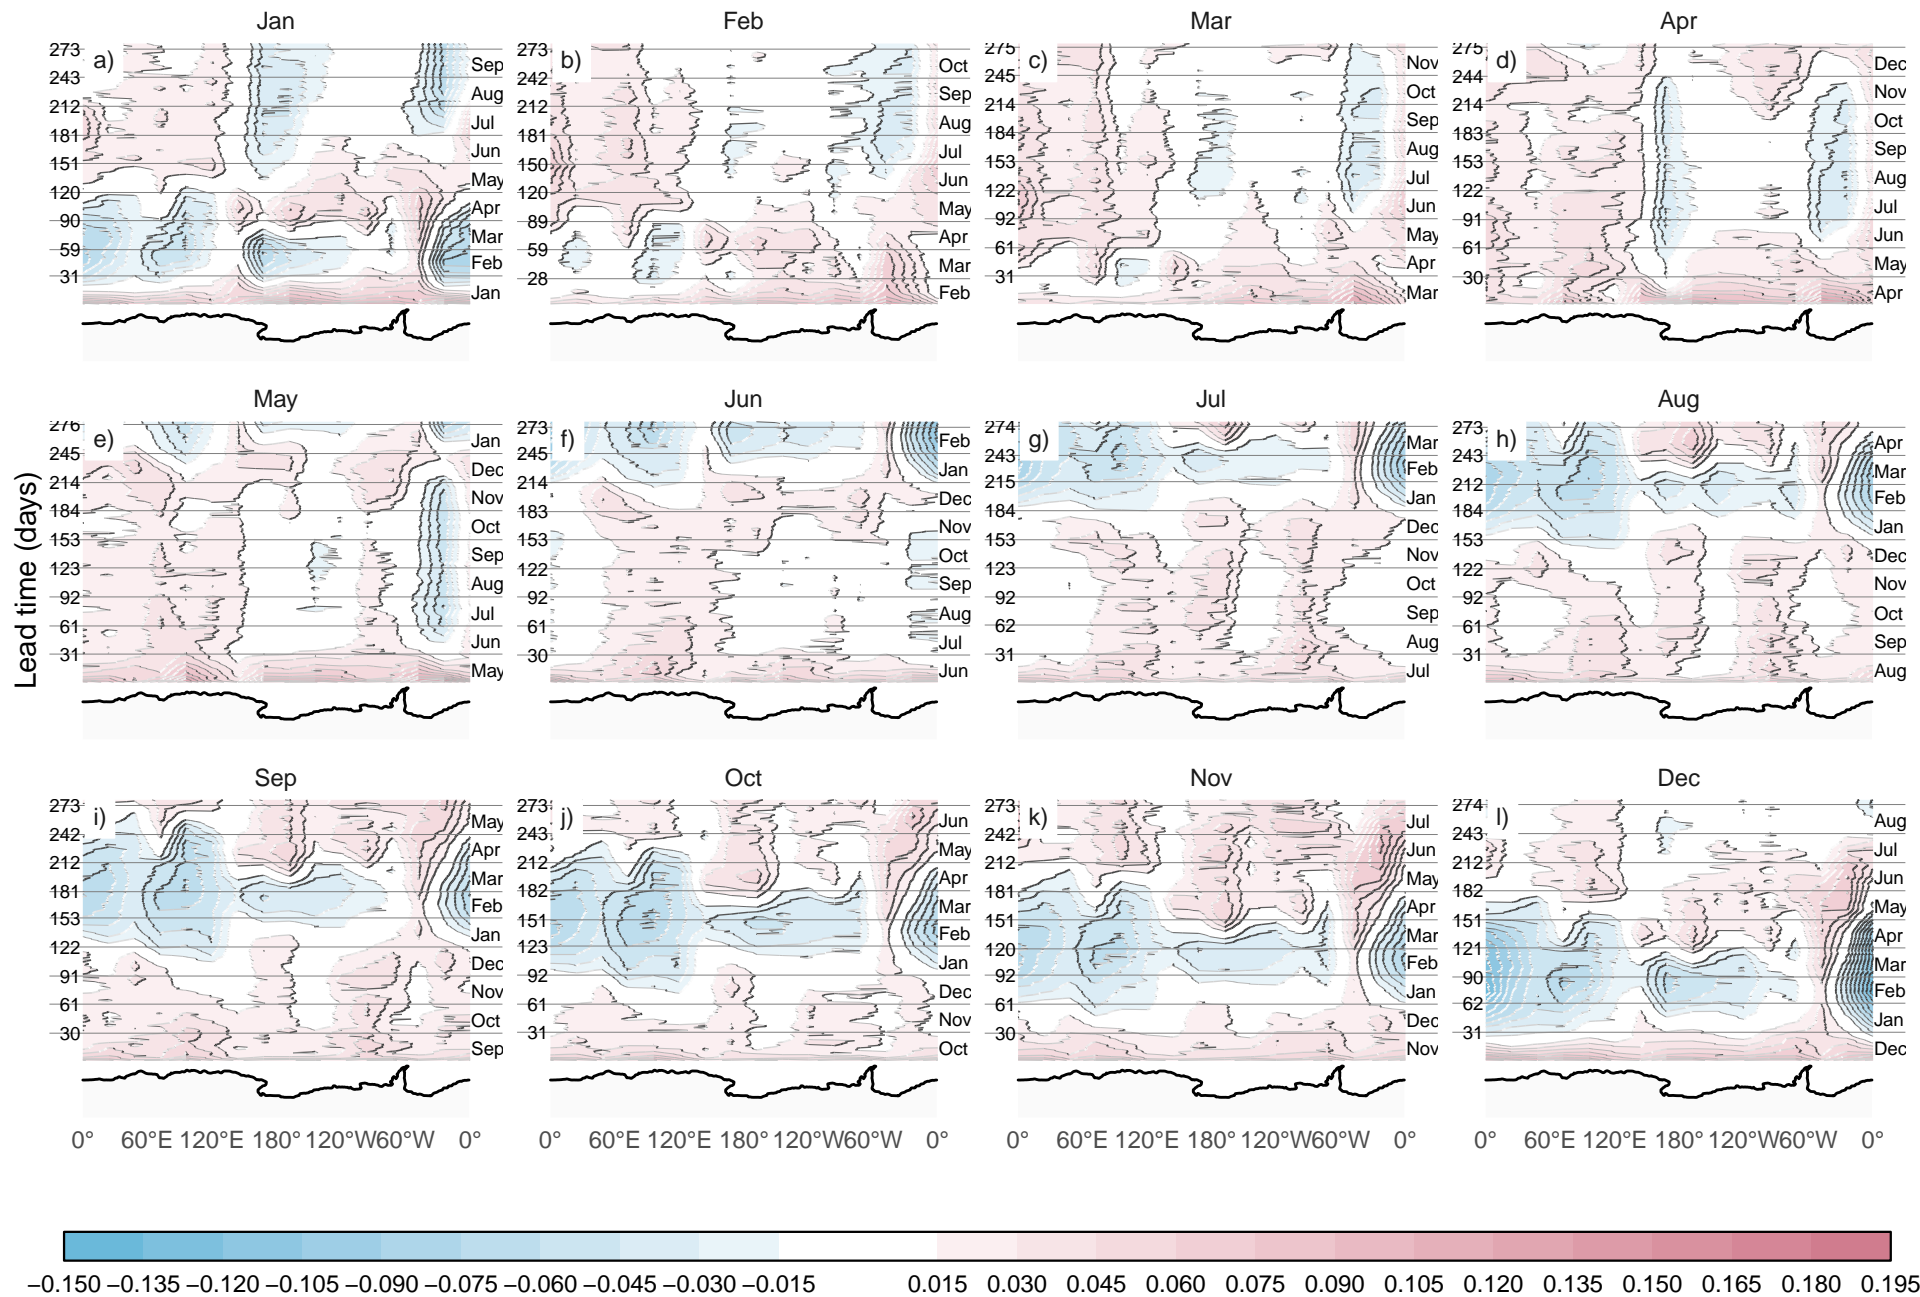 Jan
Feb
Mar
Apr
a)
273
243
212
181
151
120
90
59
31
Sep
Aug
Jul
Jun
May
Apr
Mar
Feb
Jan
b)
273
242
212
181
150
120
89
59
28
Oct
Sep
Aug
Jul
Jun
May
Apr
Mar
Feb
c)
275
245
214
184
153
122
92
61
31
Nov
Oct
Sep
Aug
Jul
Jun
May
Apr
Mar
d)
275
244
214
183
153
122
91
61
30
Dec
Nov
Oct
Sep
Aug
Jul
Jun
May
Apr
Lead time (days)
May
Jun
Jul
Aug
e)
276
245
214
184
153
123
92
61
31
Jan
Dec
Nov
Oct
Sep
Aug
Jul
Jun
May
f)
273
245
214
183
153
122
92
61
30
Feb
Jan
Dec
Nov
Oct
Sep
Aug
Jul
Jun
g)
274
243
215
184
153
123
92
62
31
Mar
Feb
Jan
Dec
Nov
Oct
Sep
Aug
Jul
h)
273
243
212
184
153
122
92
61
31
Apr
Mar
Feb
Jan
Dec
Nov
Oct
Sep
Aug
Sep
Oct
Nov
Dec
i)
273
242
212
181
153
122
91
61
30
May
Apr
Mar
Feb
Jan
Dec
Nov
Oct
Sep
j)
273
243
212
182
151
123
92
61
31
Jun
May
Apr
Mar
Feb
Jan
Dec
Nov
Oct
k)
273
242
212
181
151
120
92
61
30
Jul
Jun
May
Apr
Mar
Feb
Jan
Dec
Nov
l)
274
243
212
182
151
121
90
62
31
Aug
Jul
Jun
May
Apr
Mar
Feb
Jan
Dec
0° 60°E 120°E 180° 120°W 60°W 0°
0° 60°E 120°E 180° 120°W 60°W 0°
0° 60°E 120°E 180° 120°W 60°W 0°
0° 60°E 120°E 180° 120°W 60°W 0°
−0.150 −0.135 −0.120 −0.105 −0.090 −0.075 −0.060 −0.045 −0.030 −0.015 0.015 0.030 0.045 0.060 0.075 0.090 0.105 0.120 0.135 0.150 0.165 0.180 0.195